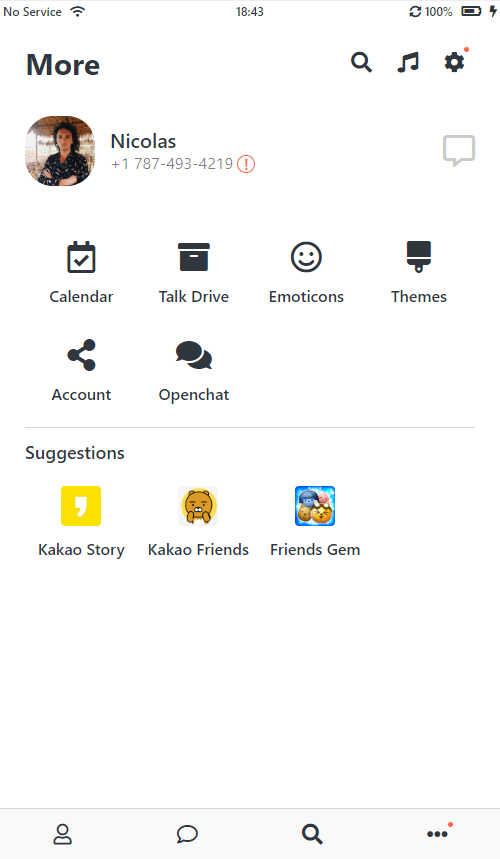 No Service 18:43 100%
More
Nicolas
+1 787-493-4219
Calendar Talk Drive Emoticons Themes
Account Openchat
Suggestions
Kakao Story Kakao Friends Friends Gem